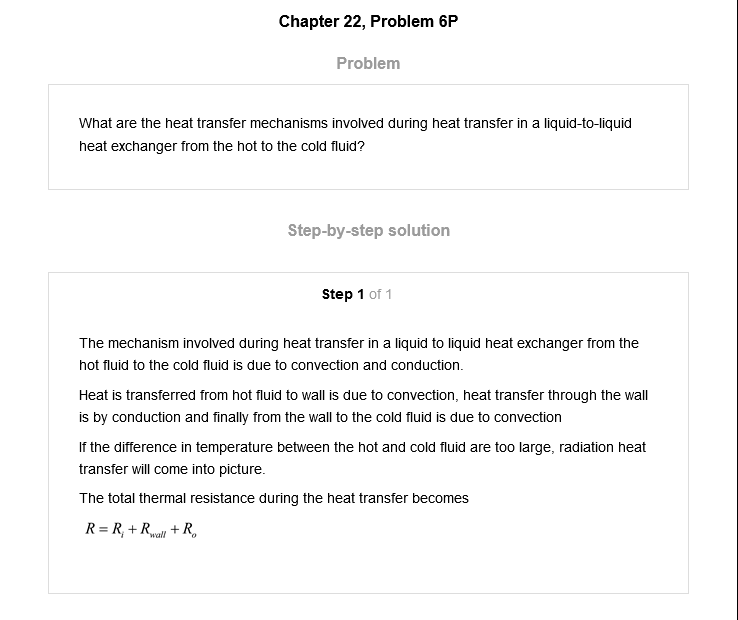 Chapter 22, Problem 6P
Problem
What are the heat transfer mechanisms involved during heat transfer in a liquid-to-liquid
heat exchanger from the hot to the cold fluid?
Step-by-step solution
Step 1 of 1
The mechanism involved during heat transfer in a liquid to liquid heat exchanger from the
hot fluid to the cold fluid is due to convection and conduction.
Heat is transferred from hot fluid to wall is due to convection, heat transfer through the wall
is by conduction and finally from the wall to the cold fluid is due to convection
If the difference in temperature between the hot and cold fluid are too large, radiation heat
transfer will come into picture.
The total thermal resistance during the heat transfer becomes
R = R_i + R_wall + R_o